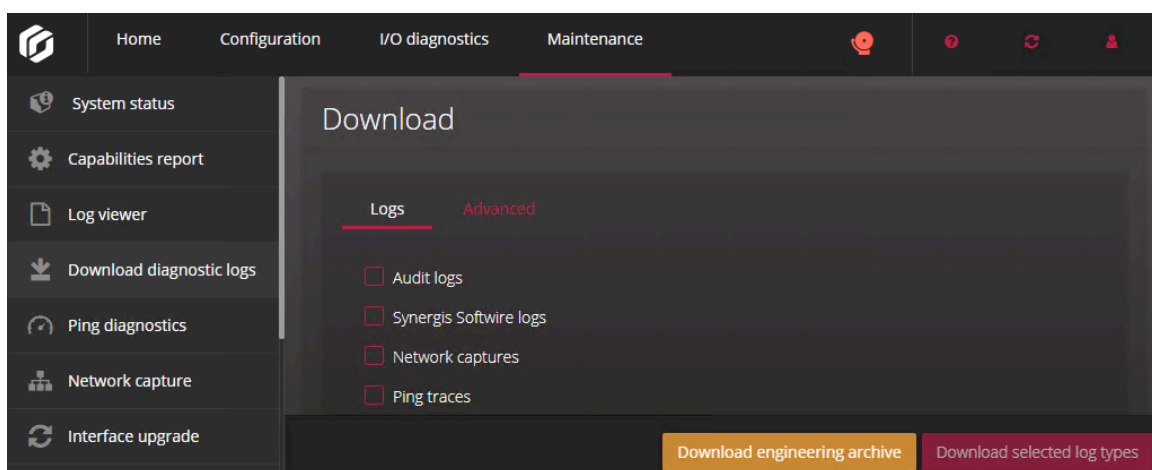 Home Configuration I/O diagnostics Maintenance
System status
Capabilities report
Log viewer
Download diagnostic logs
Ping diagnostics
Network capture
Interface upgrade
Download
Logs Advanced
Audit logs
Synergis Softwire logs
Network captures
Ping traces
Download engineering archive Download selected log types